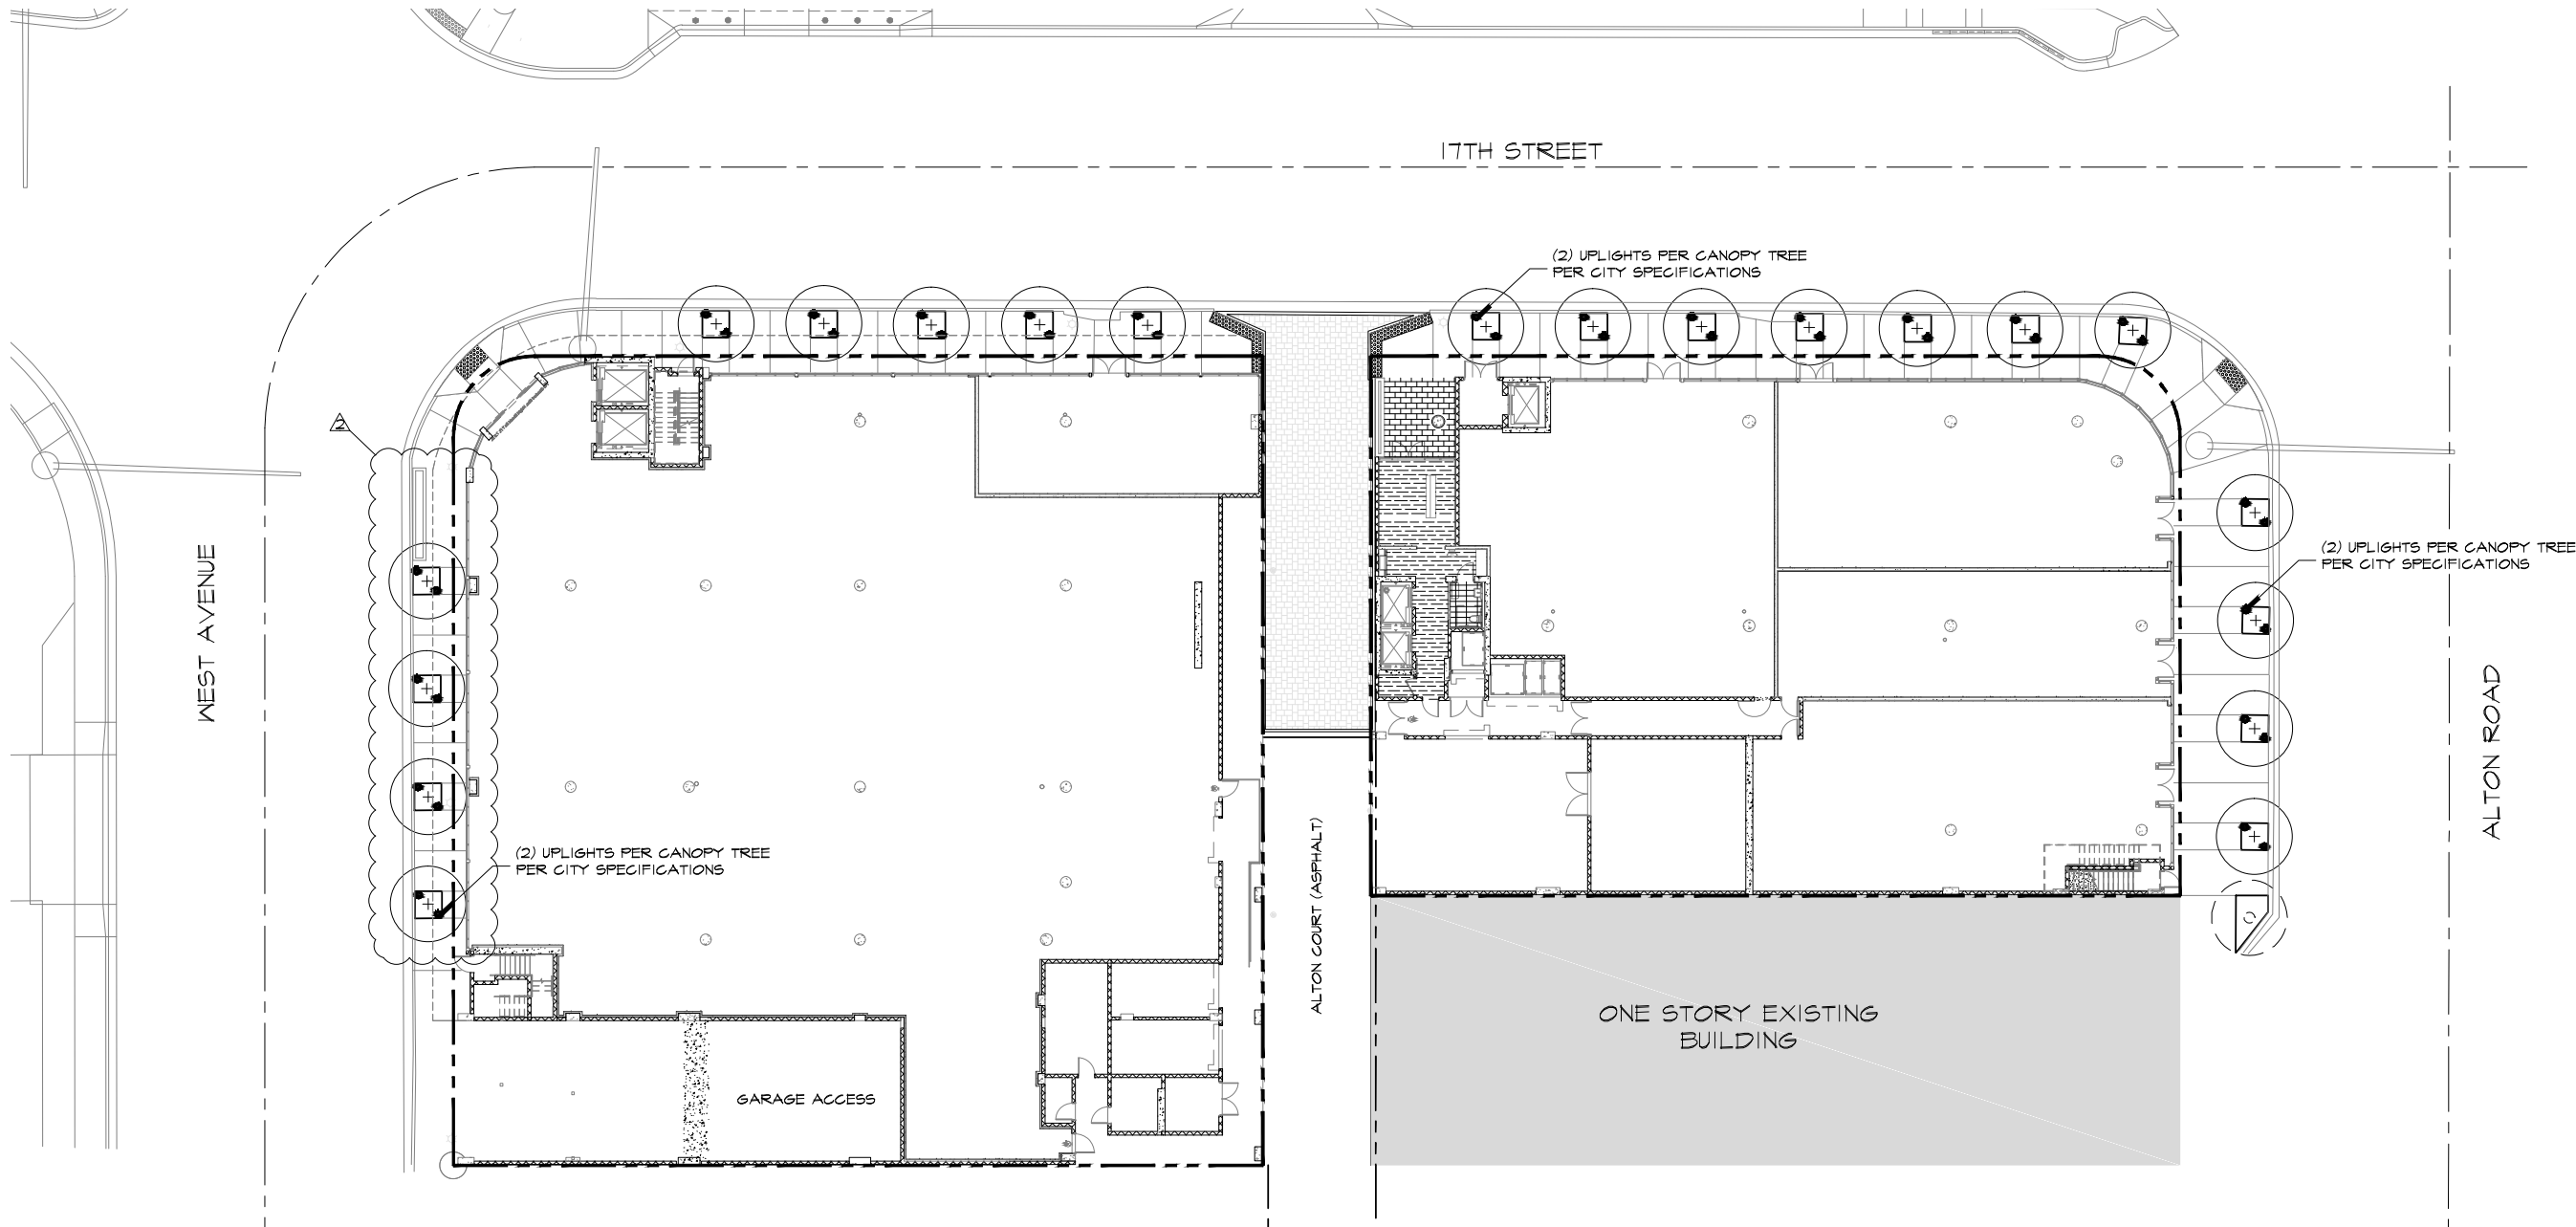 17TH STREET
(2) UPLIGHTS PER CANOPY TREE
PER CITY SPECIFICATIONS
2
WEST AVENUE
(2) UPLIGHTS PER CANOPY TREE
PER CITY SPECIFICATIONS
ALTON ROAD
(2) UPLIGHTS PER CANOPY TREE
PER CITY SPECIFICATIONS
ALTON COURT (ASPHALT)
ONE STORY EXISTING
BUILDING
GARAGE ACCESS